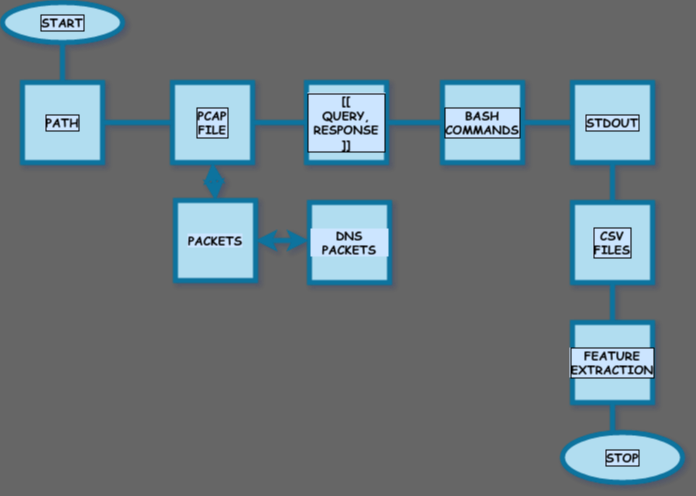 START
PATH
PCAP
FILE
[[
QUERY,
RESPONSE
]]
BASH
COMMANDS
STDOUT
PACKETS
DNS
PACKETS
CSV
FILES
FEATURE
EXTRACTION
STOP